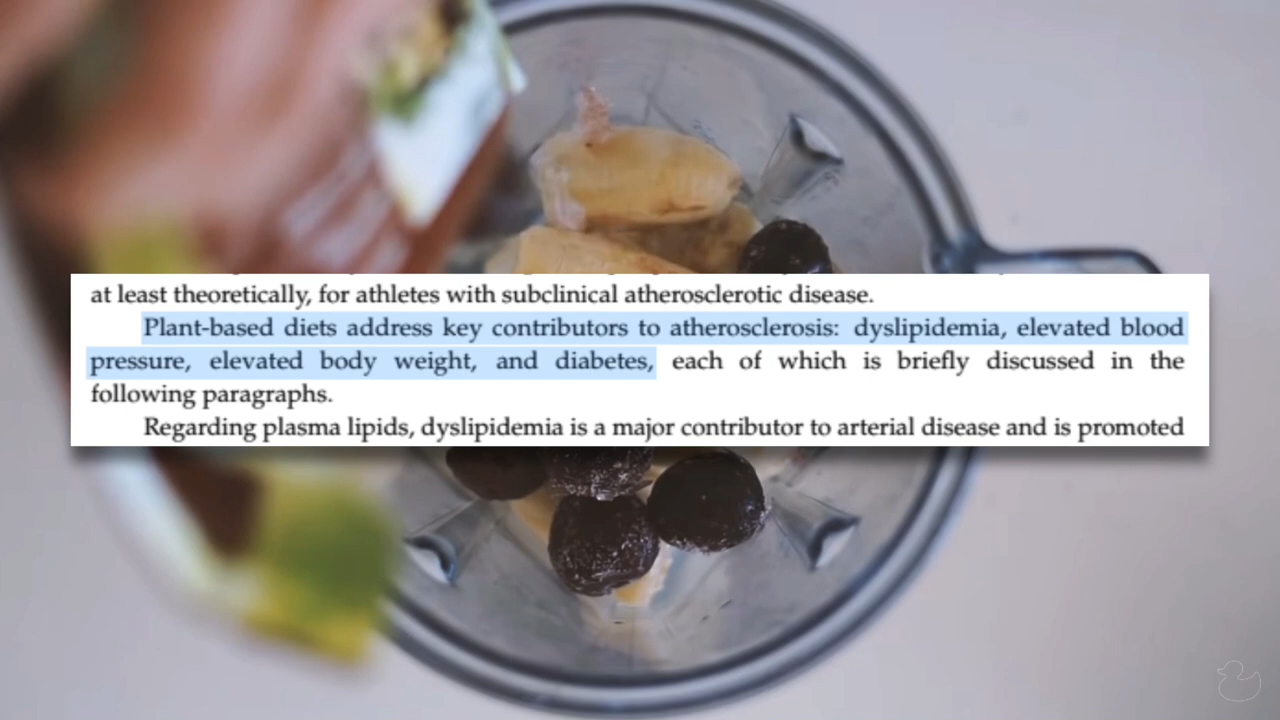 at least theoretically, for athletes with subclinical atherosclerotic disease.
Plant-based diets address key contributors to atherosclerosis: dyslipidemia, elevated blood
pressure, elevated body weight, and diabetes, each of which is briefly discussed in the
following paragraphs.
Regarding plasma lipids, dyslipidemia is a major contributor to arterial disease and is promoted